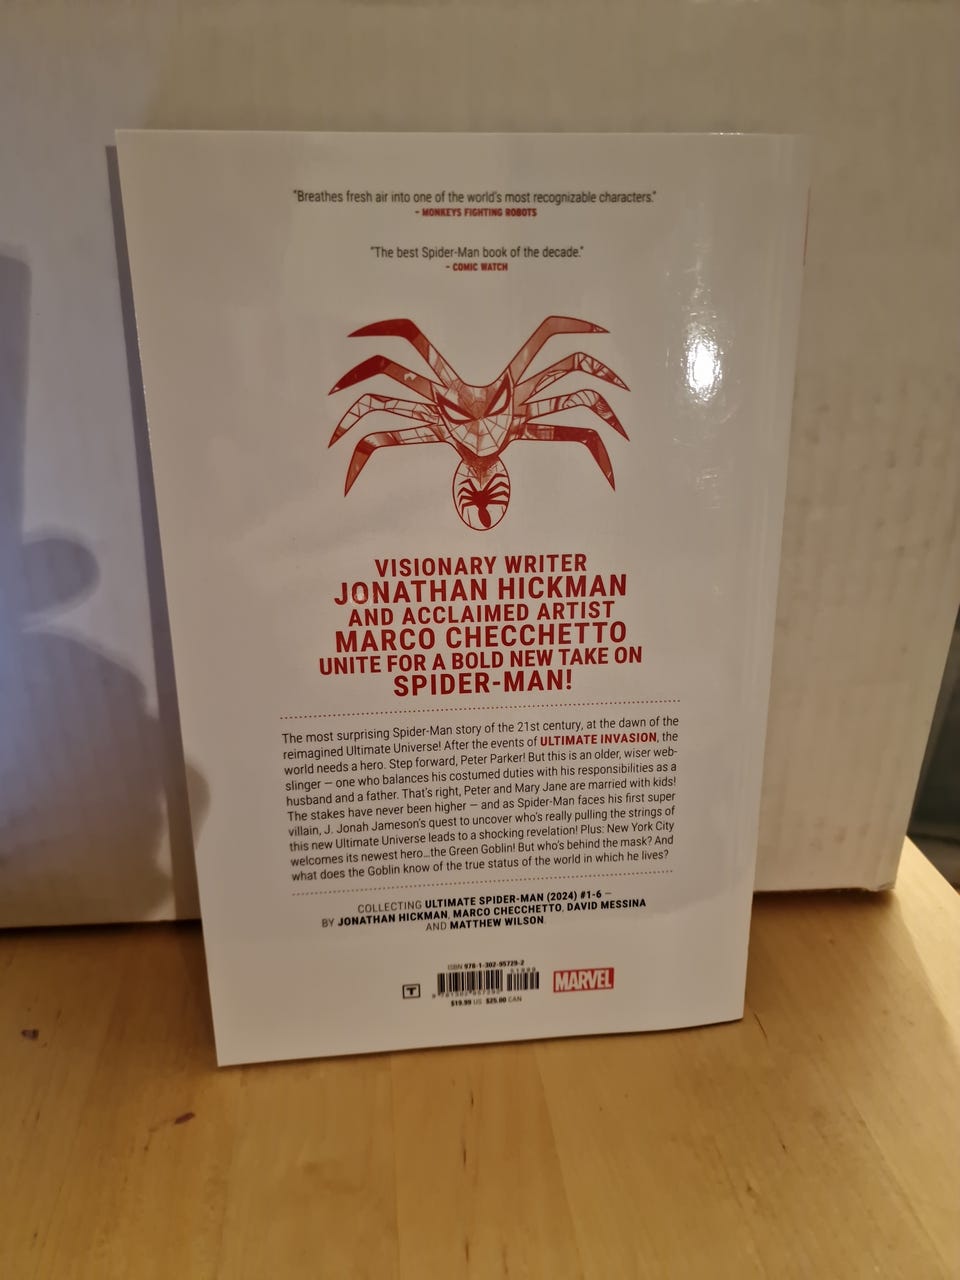 "Breathes fresh air into one of the world's most recognizable characters."
- MONKEYS FIGHTING ROBOTS
"The best Spider-Man book of the decade."
- COMIC WATCH
VISIONARY WRITER
JONATHAN HICKMAN
AND ACCLAIMED ARTIST
MARCO CHECCHETTO
UNITE FOR A BOLD NEW TAKE ON
SPIDER-MAN!
The most surprising Spider-Man story of the 21st century, at the dawn of the
reimagined Ultimate Universe! After the events of ULTIMATE INVASION, the
world needs a hero. Step forward, Peter Parker! But this is an older, wiser web-
slinger — one who balances his costumed duties with his responsibilities as a
husband and a father. That's right, Peter and Mary Jane are married with kids!
The stakes have never been higher — and as Spider-Man faces his first super
villain, J. Jonah Jameson's quest to uncover who's really pulling the strings of
this new Ultimate Universe leads to a shocking revelation! Plus: New York City
welcomes its newest hero...the Green Goblin! But who's behind the mask? And
what does the Goblin know of the true status of the world in which he lives?
COLLECTING ULTIMATE SPIDER-MAN (2024) #1-6 —
BY JONATHAN HICKMAN, MARCO CHECCHETTO, DAVID MESSINA
AND MATTHEW WILSON
ISBN 978-1-302-95729-2
T
MARVEL
$19.99 US $25.00 CAN